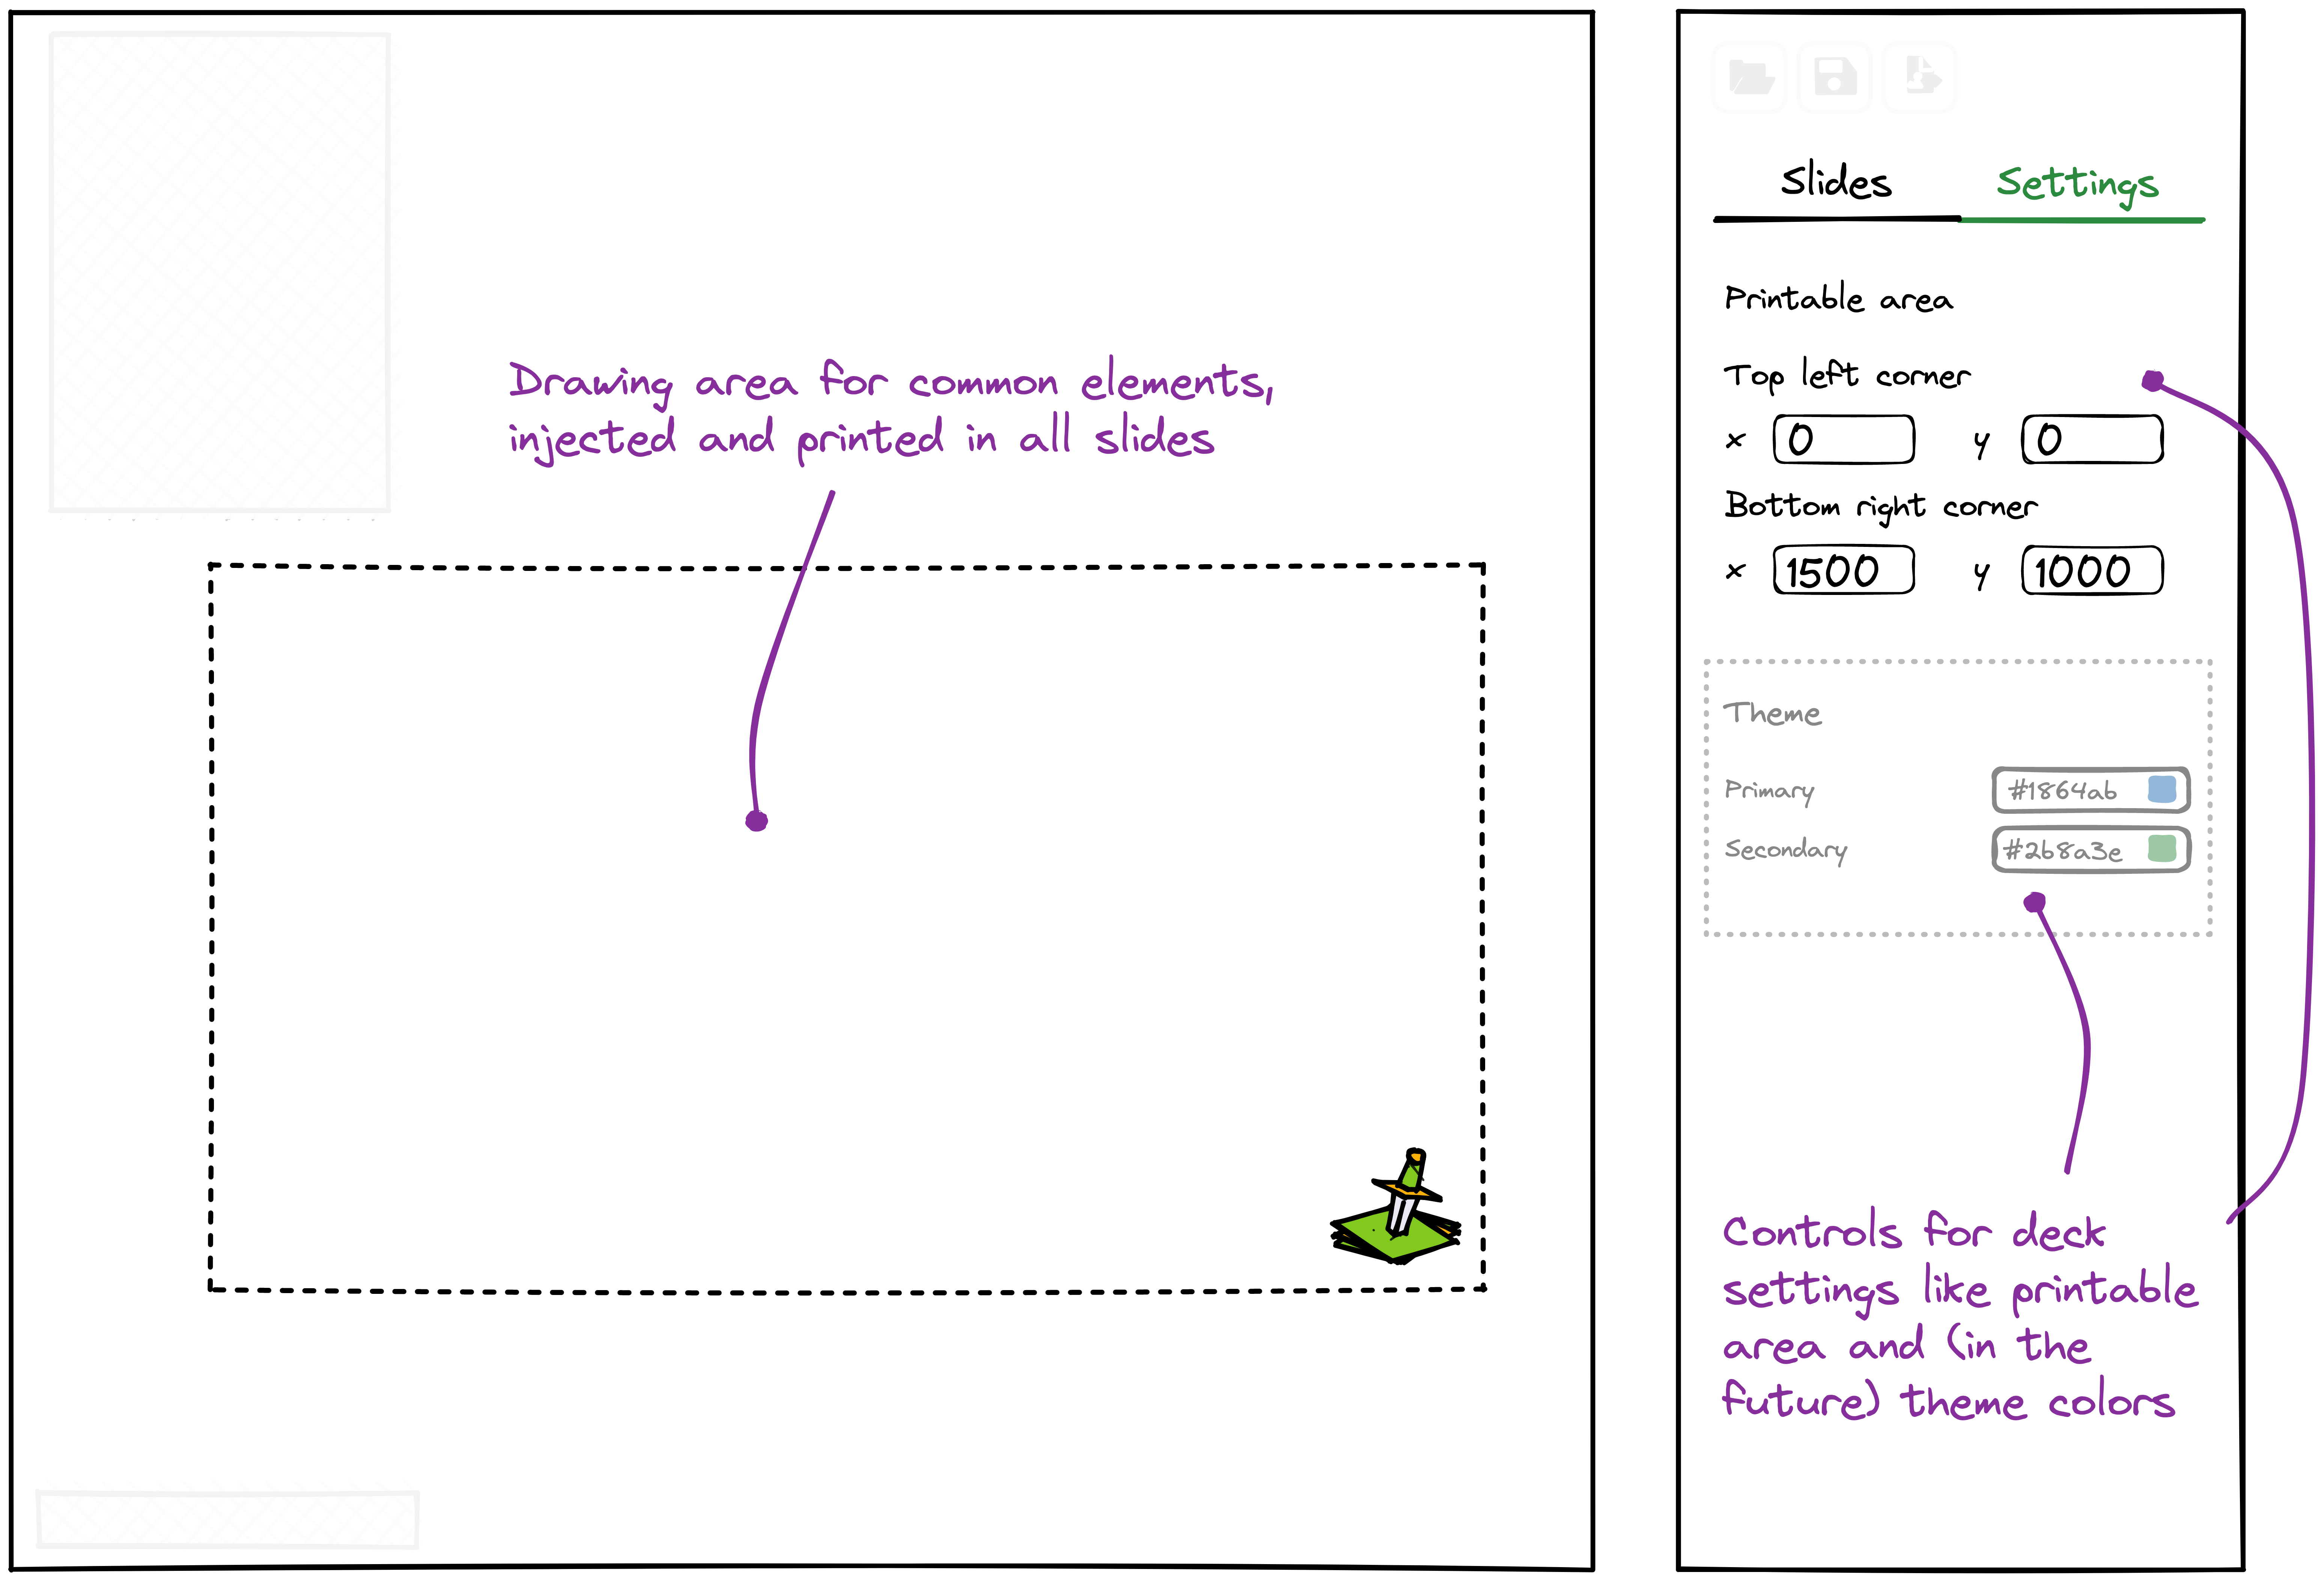 Drawing area for common elements,
injected and printed in all slides
Slides Settings
Printable area
Top left corner
x 0 y 0
Bottom right corner
x 1500 y 1000
Theme
Primary #1864ab
Secondary #2b8a3e
Controls for deck
settings like printable
area and (in the
future) theme colors